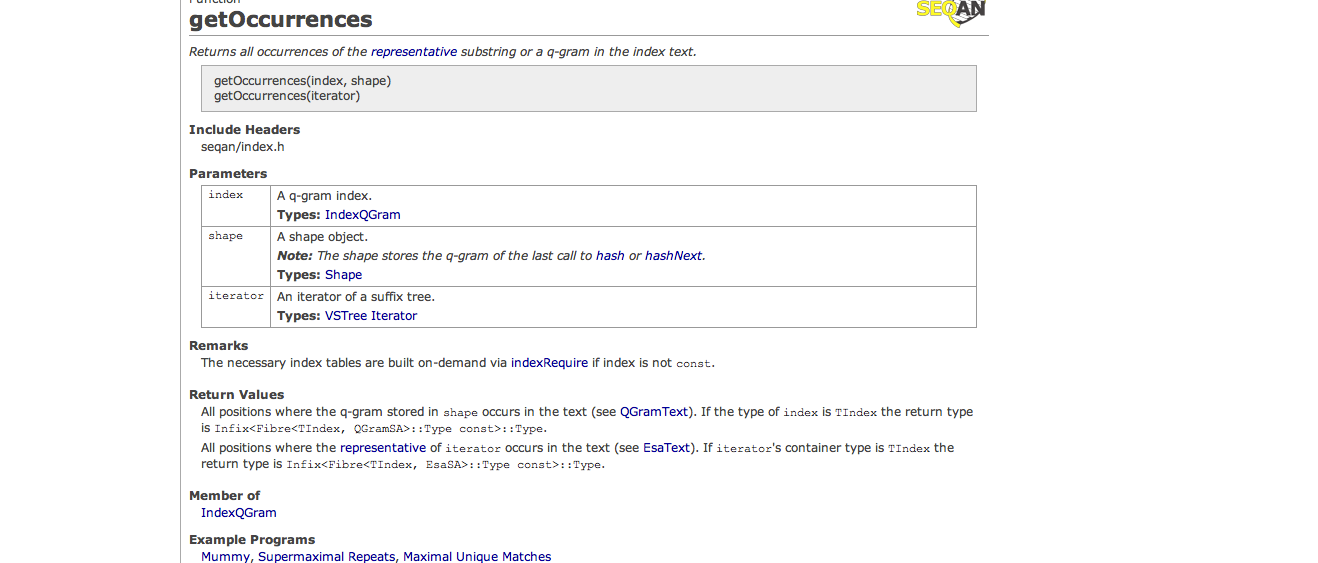 Function
getOccurrences
SEQAN
Returns all occurrences of the representative substring or a q-gram in the index text.
getOccurrences(index, shape)
getOccurrences(iterator)
Include Headers
seqan/index.h
Parameters
index
A q-gram index.
Types: IndexQGram
shape
A shape object.
Note: The shape stores the q-gram of the last call to hash or hashNext.
Types: Shape
iterator
An iterator of a suffix tree.
Types: VSTree Iterator
Remarks
The necessary index tables are built on-demand via indexRequire if index is not const.
Return Values
All positions where the q-gram stored in shape occurs in the text (see QGramText). If the type of index is TIndex the return type
is Infix<Fibre<TIndex, QGramSA>::Type const>::Type.
All positions where the representative of iterator occurs in the text (see EsaText). If iterator's container type is TIndex the
return type is Infix<Fibre<TIndex, EsaSA>::Type const>::Type.
Member of
IndexQGram
Example Programs
Mummy, Supermaximal Repeats, Maximal Unique Matches